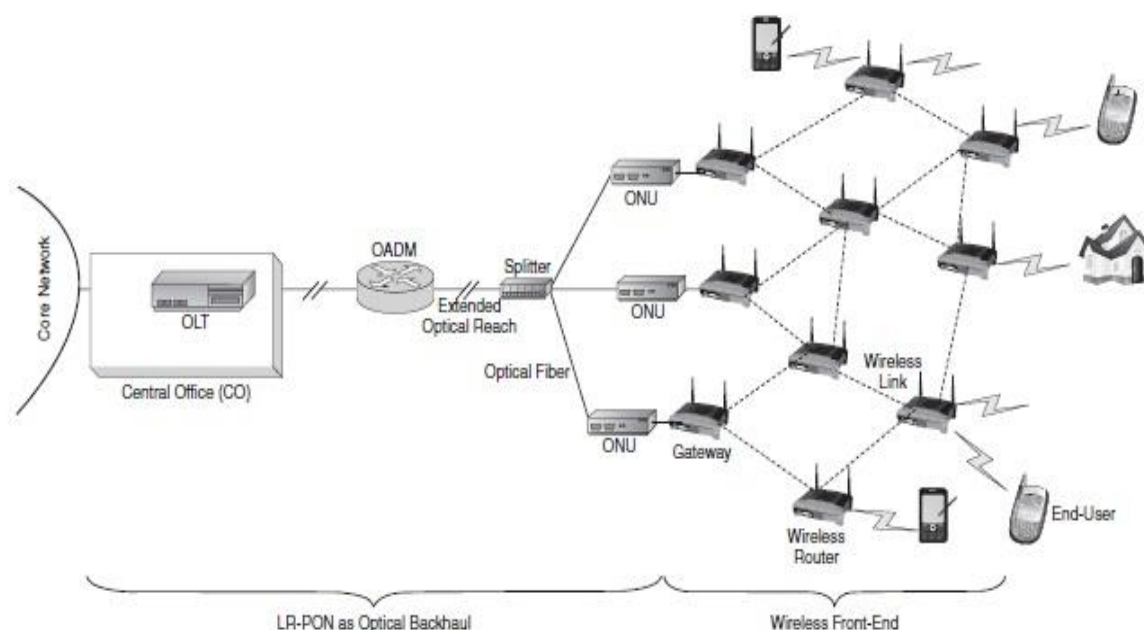 Core Network
OLT
Central Office (CO)
OADM
Extended
Optical Reach
Splitter
Optical Fiber
ONU
ONU
ONU
Gateway
Wireless
Link
Wireless
Router
End-User
LR-PON as Optical Backhaul
Wireless Front-End